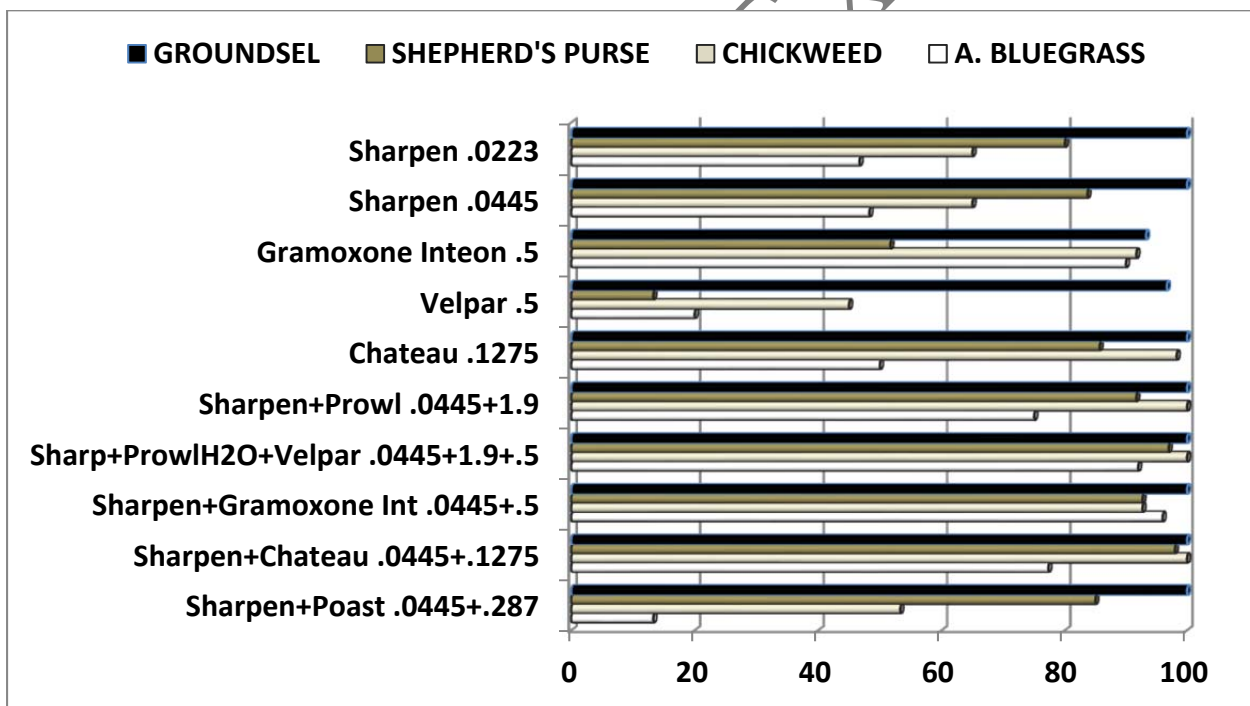 GROUNDSEL SHEPHERD'S PURSE CHICKWEED A. BLUEGRASS
Sharpen .0223
Sharpen .0445
Gramoxone Inteon .5
Velpar .5
Chateau .1275
Sharpen+Prowl .0445+1.9
Sharp+ProwlH2O+Velpar .0445+1.9+.5
Sharpen+Gramoxone Int .0445+.5
Sharpen+Chateau .0445+.1275
Sharpen+Poast .0445+.287
0 20 40 60 80 100